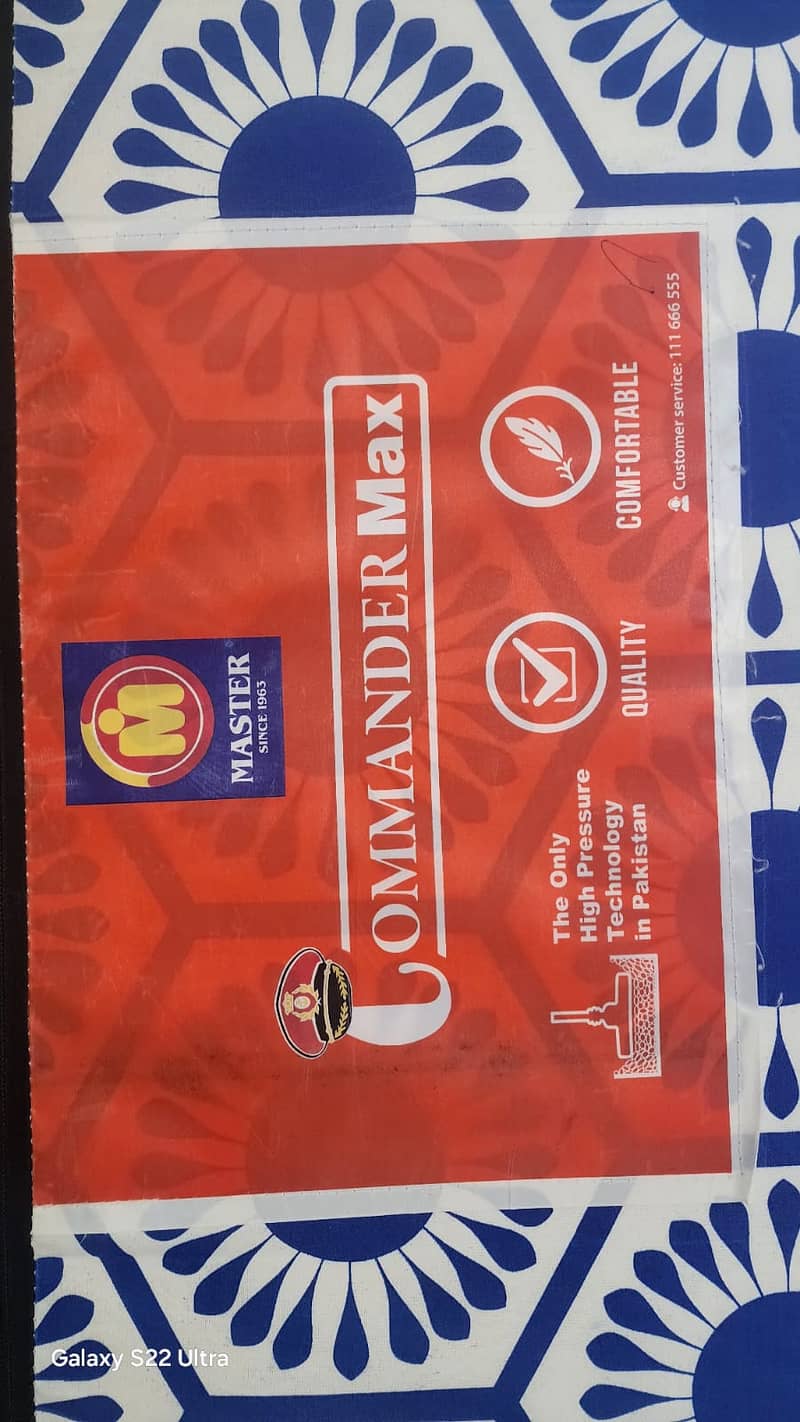 MASTER
SINCE 1963
COMMANDER Max
The Only
High Pressure
Technology
in Pakistan
QUALITY
COMFORTABLE
Customer service: 111 666 555
Galaxy S22 Ultra